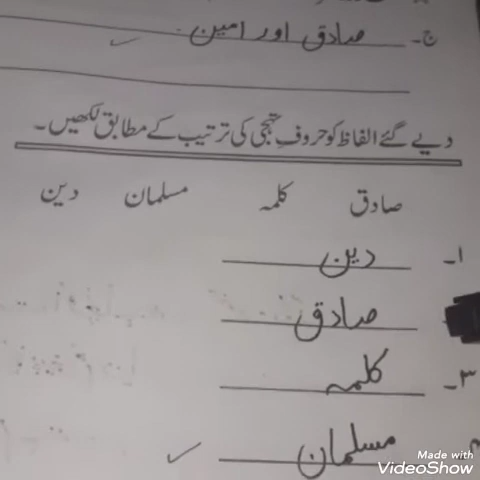 ج۔ صادق اور امین
دیے گئے الفاظ کو حروفِ تہجی کی ترتیب کے مطابق لکھیں۔
صادق کلمہ مسلمان دین
۱۔ دین
صادق
۳۔ کلمہ
مسلمان
Made with
VideoShow